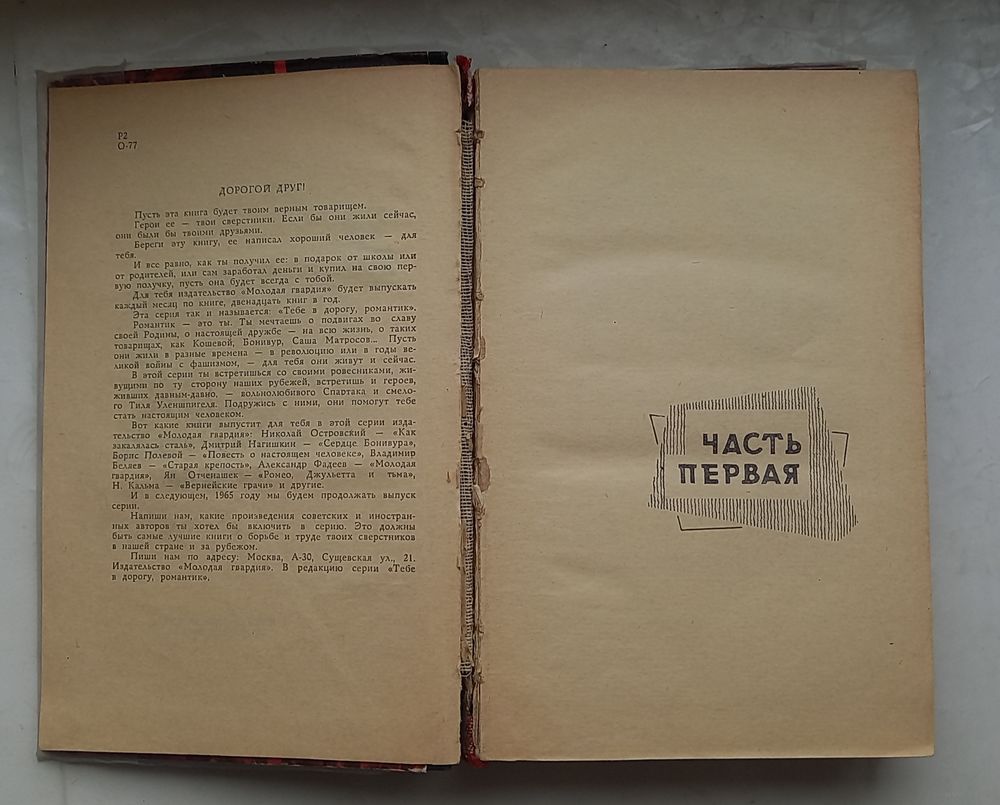 Р2
О-77
ДОРОГОЙ ДРУГ!
Пусть эта книга будет твоим верным товарищем.
Герои ее — твои сверстники. Если бы они жили сейчас,
они были бы твоими друзьями.
Береги эту книгу, ее написал хороший человек — для
тебя.
И все равно, как ты получил ее: в подарок от школы или
от родителей, или сам заработал деньги и купил на свою пер-
вую получку, пусть она будет всегда с тобой.
Для тебя издательство «Молодая гвардия» будет выпускать
каждый месяц по книге, двенадцать книг в год.
Эта серия так и называется: «Тебе в дорогу, романтик».
Романтик — это ты. Ты мечтаешь о подвигах во славу
своей Родины, о настоящей дружбе — на всю жизнь, о таких
товарищах, как Кошевой, Бонивур, Саша Матросов... Пусть
они жили в разные времена — в революцию или в годы ве-
ликой войны с фашизмом, — для тебя они живут и сейчас.
В этой серии ты встретишься со своими ровесниками, жи-
вущими по ту сторону наших рубежей, встретишь и героев,
живших давным-давно, — вольнолюбивого Спартака и смело-
го Тиля Уленшпигеля. Подружись с ними, они помогут тебе
стать настоящим человеком.
Вот какие книги выпустит для тебя в этой серии изда-
тельство «Молодая гвардия»: Николай Островский — «Как
закалялась сталь», Дмитрий Нагишкин — «Сердце Бонивура»,
Борис Полевой — «Повесть о настоящем человеке», Владимир
Беляев — «Старая крепость», Александр Фадеев — «Молодая
гвардия», Ян Отченашек — «Ромео, Джульетта и тьма»,
Н. Кальма — «Вернейские грачи» и другие.
И в следующем, 1965 году мы будем продолжать выпуск
серии.
Напиши нам, какие произведения советских и иностран-
ных авторов ты хотел бы включить в серию. Это должны
быть самые лучшие книги о борьбе и труде твоих сверстников
в нашей стране и за рубежом.
Пиши нам по адресу: Москва, А-30, Сущевская ул., 21.
Издательство «Молодая гвардия». В редакцию серии «Тебе
в дорогу, романтик».
ЧАСТЬ
ПЕРВАЯ